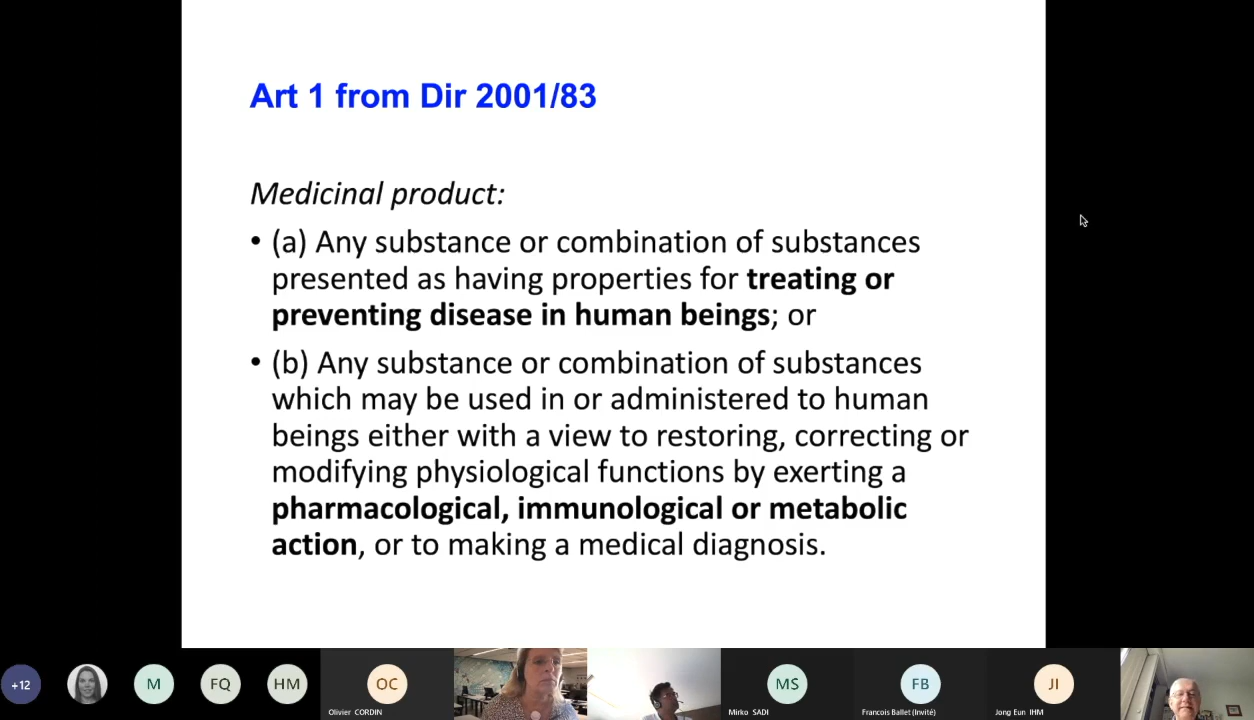 Art 1 from Dir 2001/83
Medicinal product:
• (a) Any substance or combination of substances
presented as having properties for treating or
preventing disease in human beings; or
• (b) Any substance or combination of substances
which may be used in or administered to human
beings either with a view to restoring, correcting or
modifying physiological functions by exerting a
pharmacological, immunological or metabolic
action, or to making a medical diagnosis.
+12
M
FQ
HM
OC
MS
FB
JI
Olivier CORDIN
Mirko SADI
Francois Ballet (Invité)
Jong Eun IHM